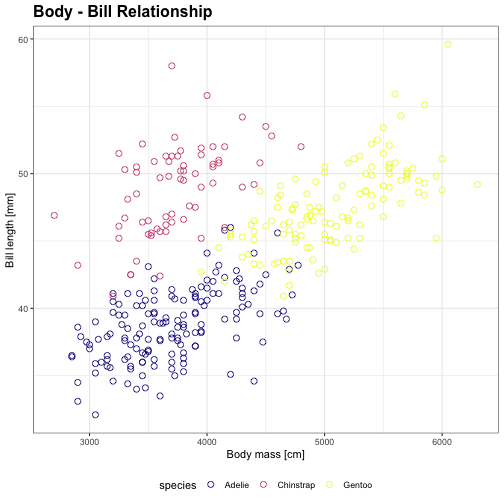 Body - Bill Relationship
60
50
40
Bill length [mm]
3000 4000 5000 6000
Body mass [cm]
species Adelie Chinstrap Gentoo